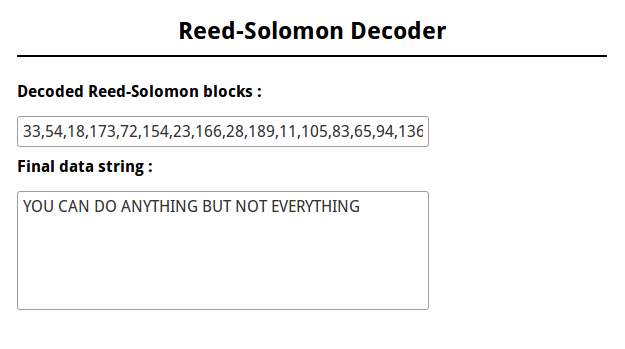 Reed-Solomon Decoder
Decoded Reed-Solomon blocks :
33,54,18,173,72,154,23,166,28,189,11,105,83,65,94,136
Final data string :
YOU CAN DO ANYTHING BUT NOT EVERYTHING